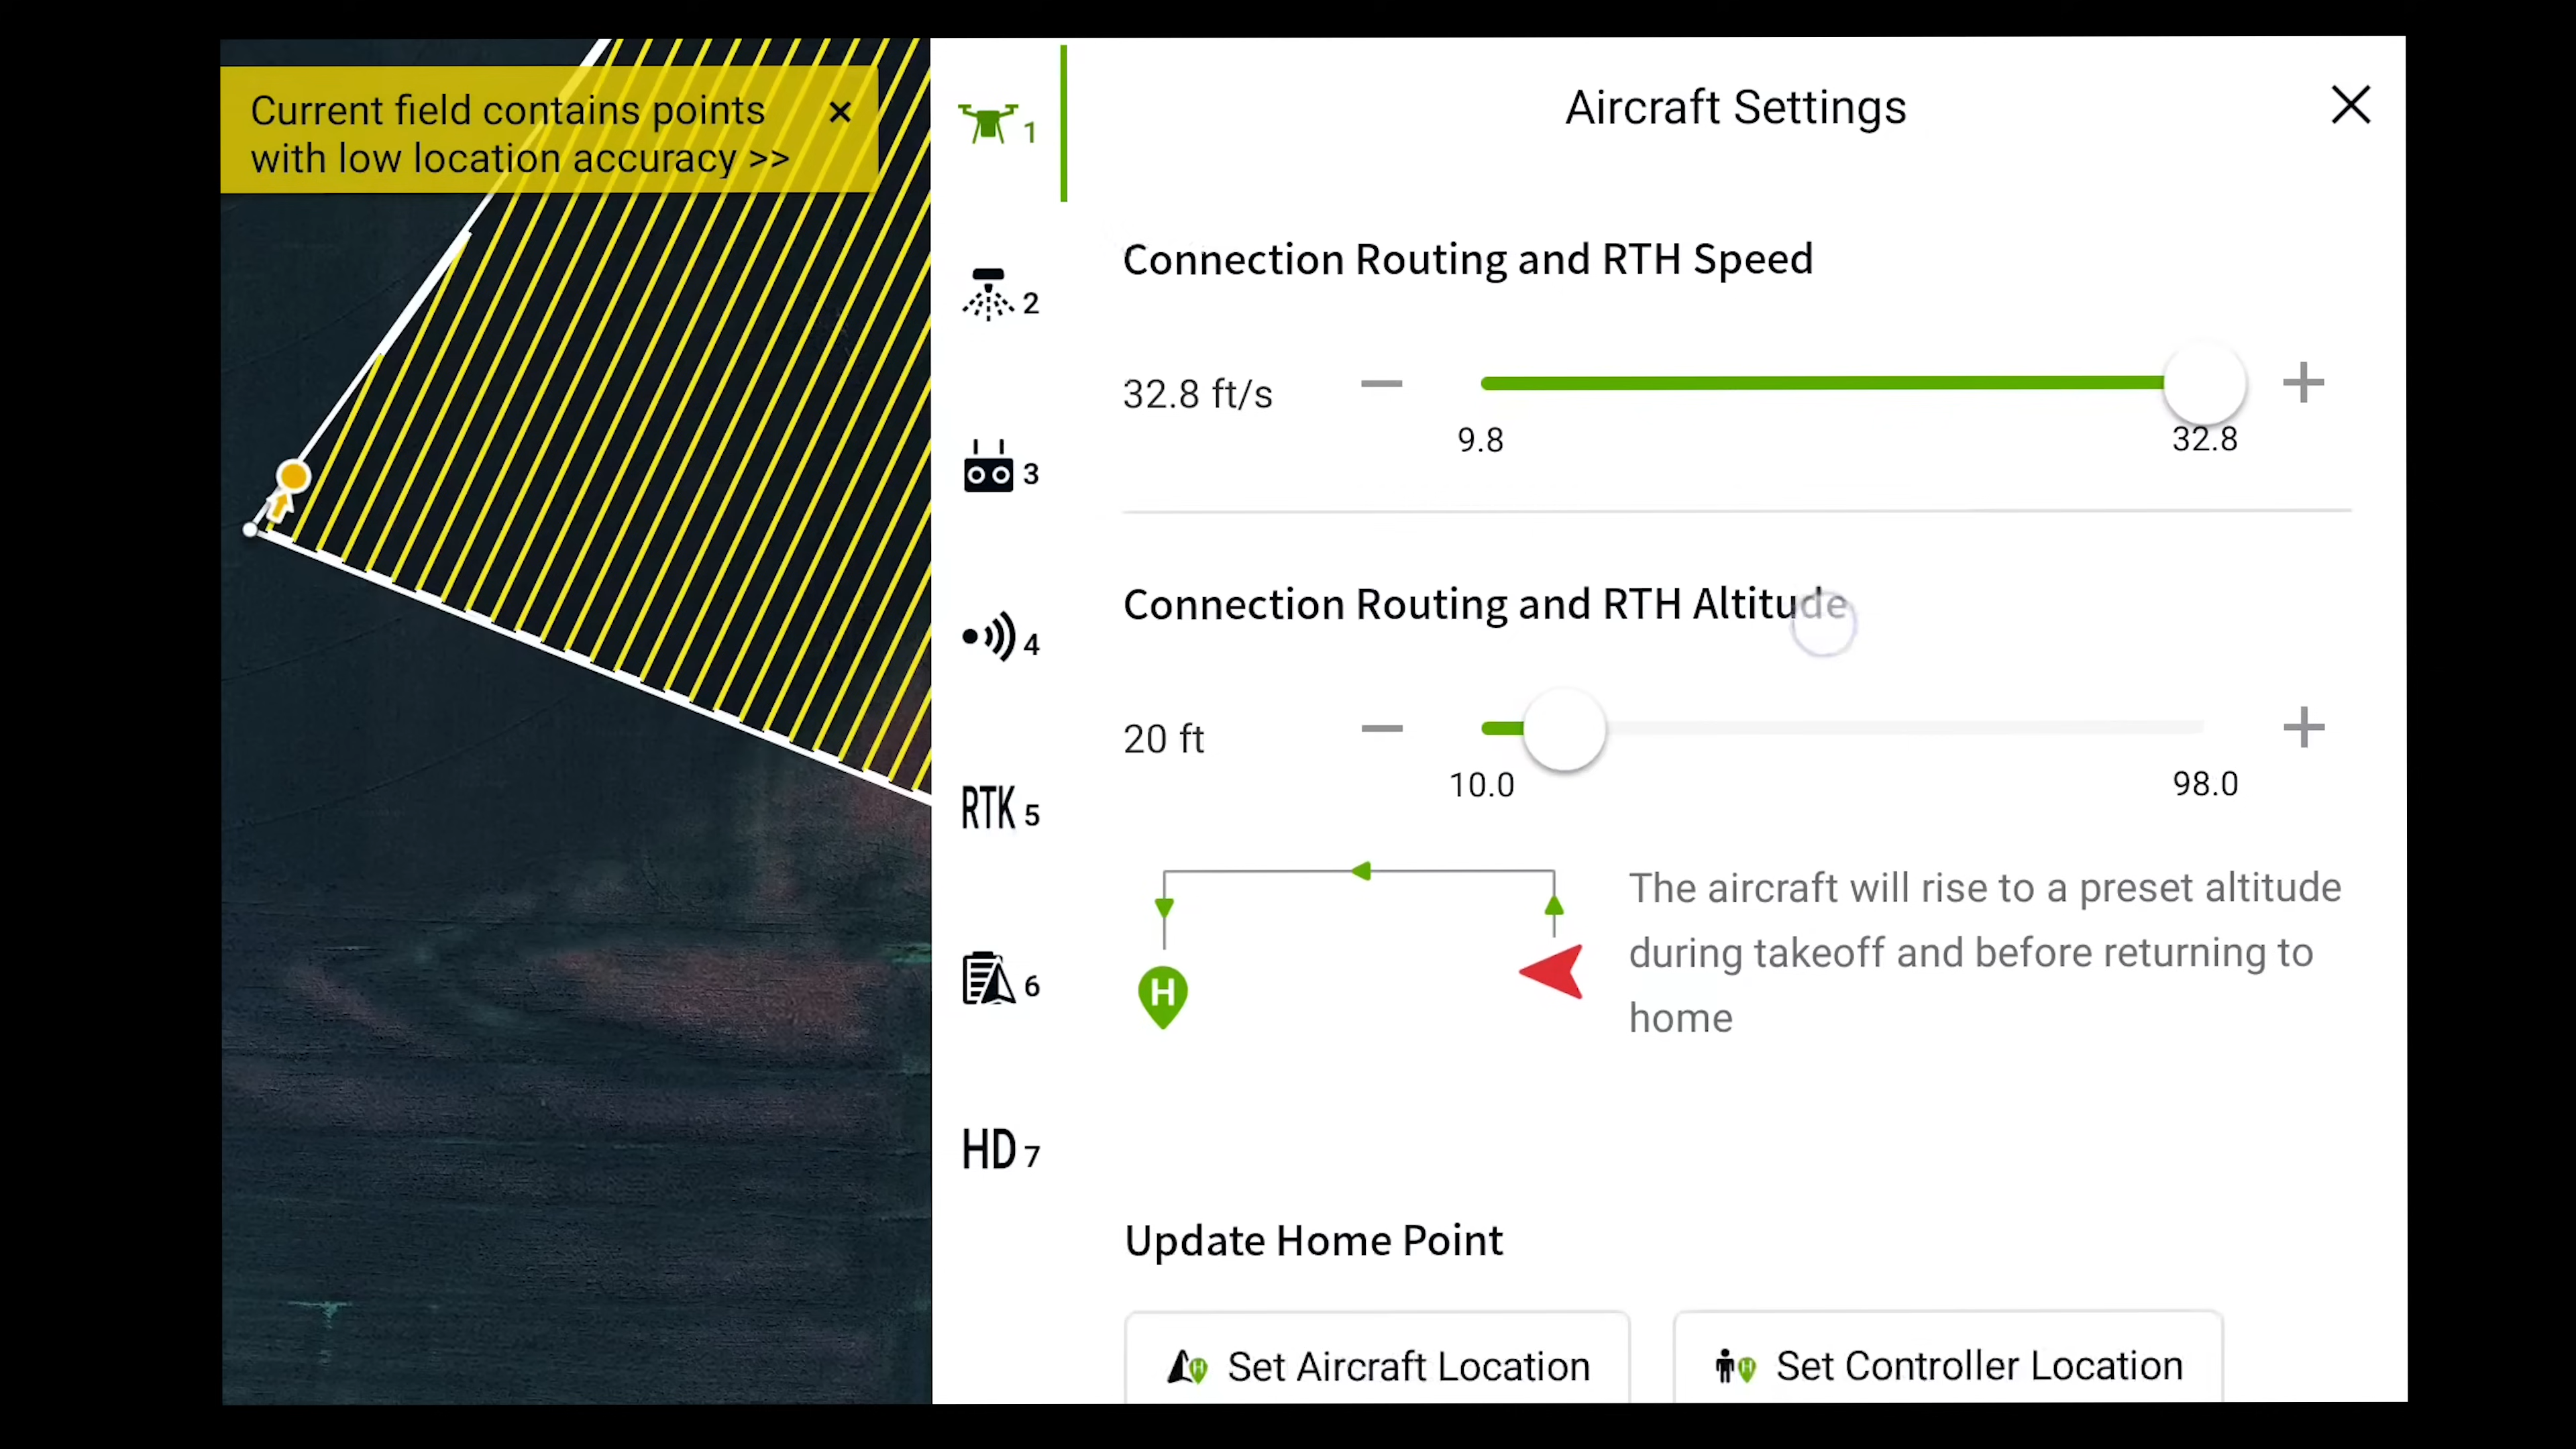 Current field contains points
with low location accuracy >>
Aircraft Settings
1
2
3
4
RTK 5
6
HD 7
Connection Routing and RTH Speed
32.8 ft/s
9.8
32.8
Connection Routing and RTH Altitude
20 ft
10.0
98.0
H
The aircraft will rise to a preset altitude
during takeoff and before returning to
home
Update Home Point
H Set Aircraft Location
H Set Controller Location